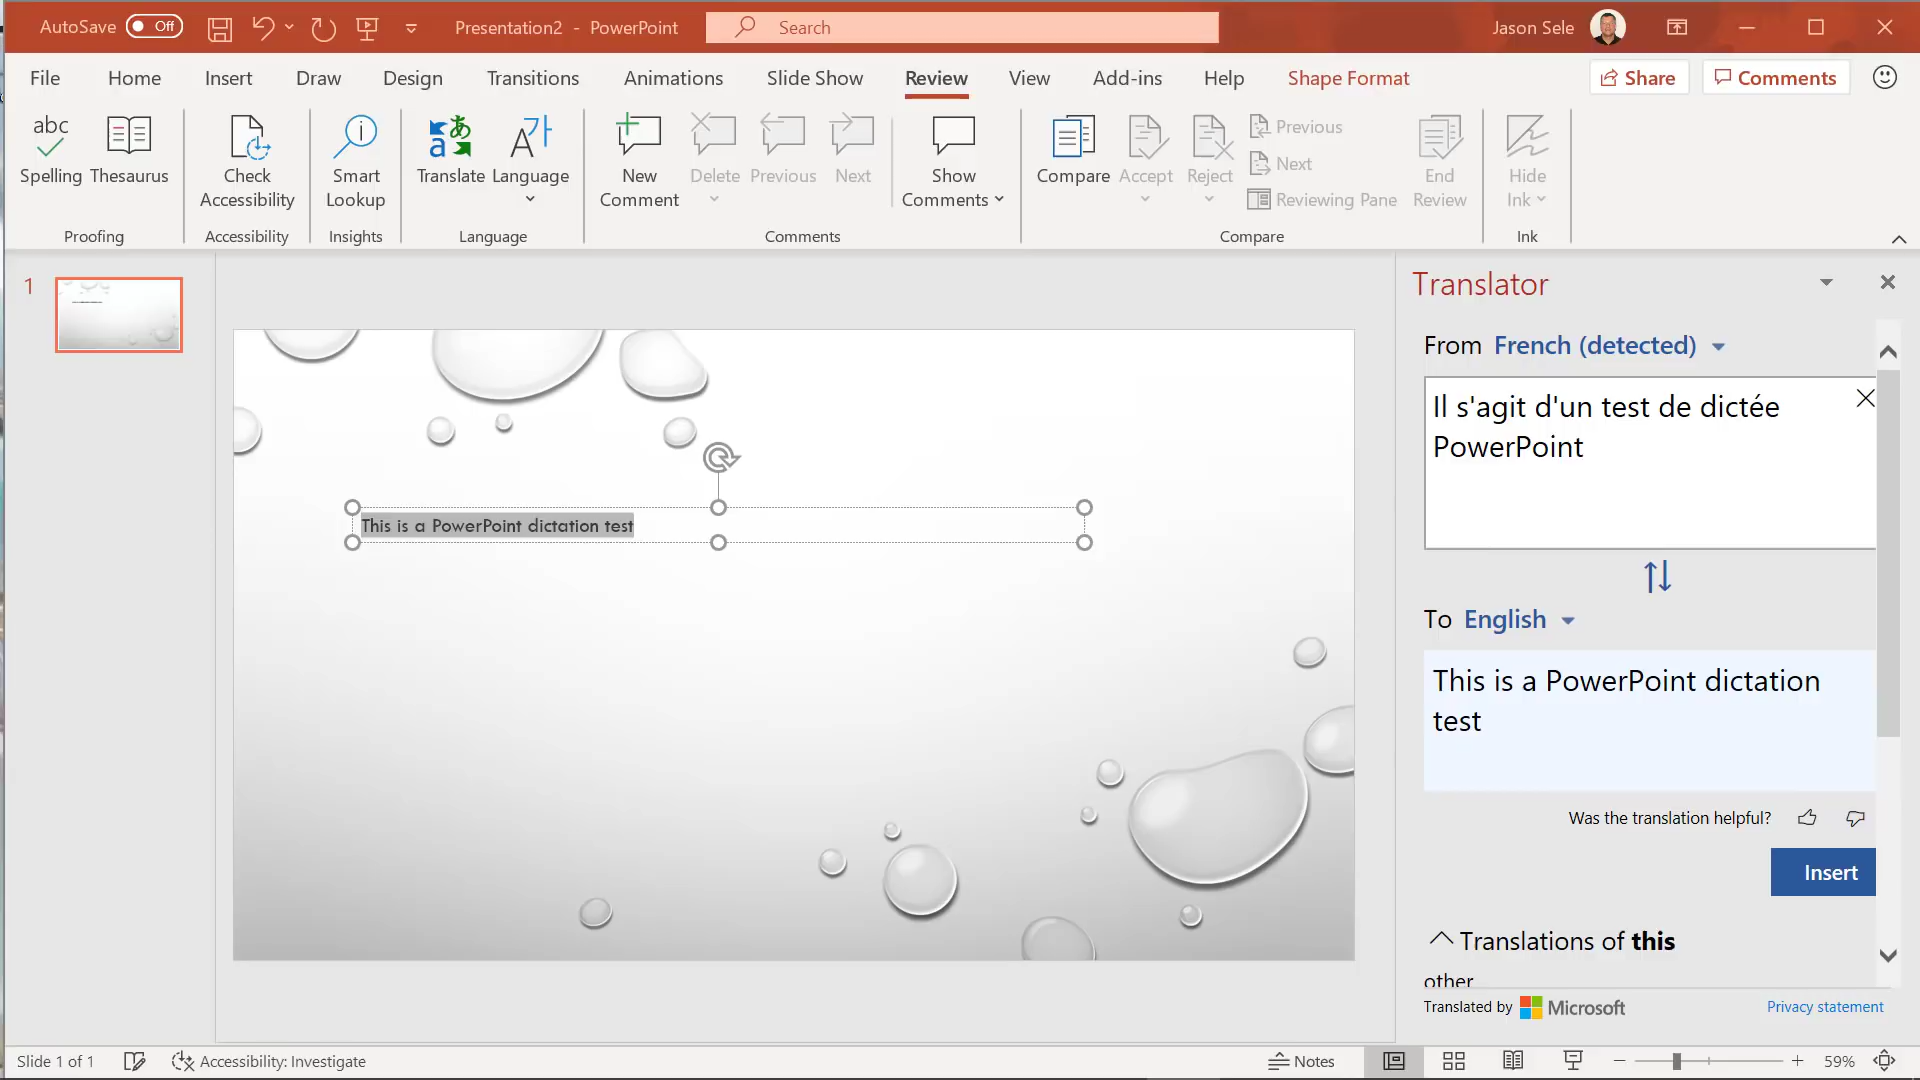 AutoSave Off Presentation2 - PowerPoint Search Jason Sele
File Home Insert Draw Design Transitions Animations Slide Show Review View Add-ins Help Shape Format Share Comments
abc
Spelling Thesaurus
Check
Accessibility
Smart
Lookup
Translate Language
New
Comment
Delete Previous Next
Show
Comments
Compare Accept Reject
Previous
Next
Reviewing Pane
End
Review
Hide
Ink
Proofing Accessibility Insights Language Comments Compare Ink
1
This is a PowerPoint dictation test
Translator
From French (detected)
Il s'agit d'un test de dictée
PowerPoint
To English
This is a PowerPoint dictation
test
Was the translation helpful?
Insert
Translations of this
other
Translated by Microsoft Privacy statement
Slide 1 of 1 Accessibility: Investigate Notes 59%